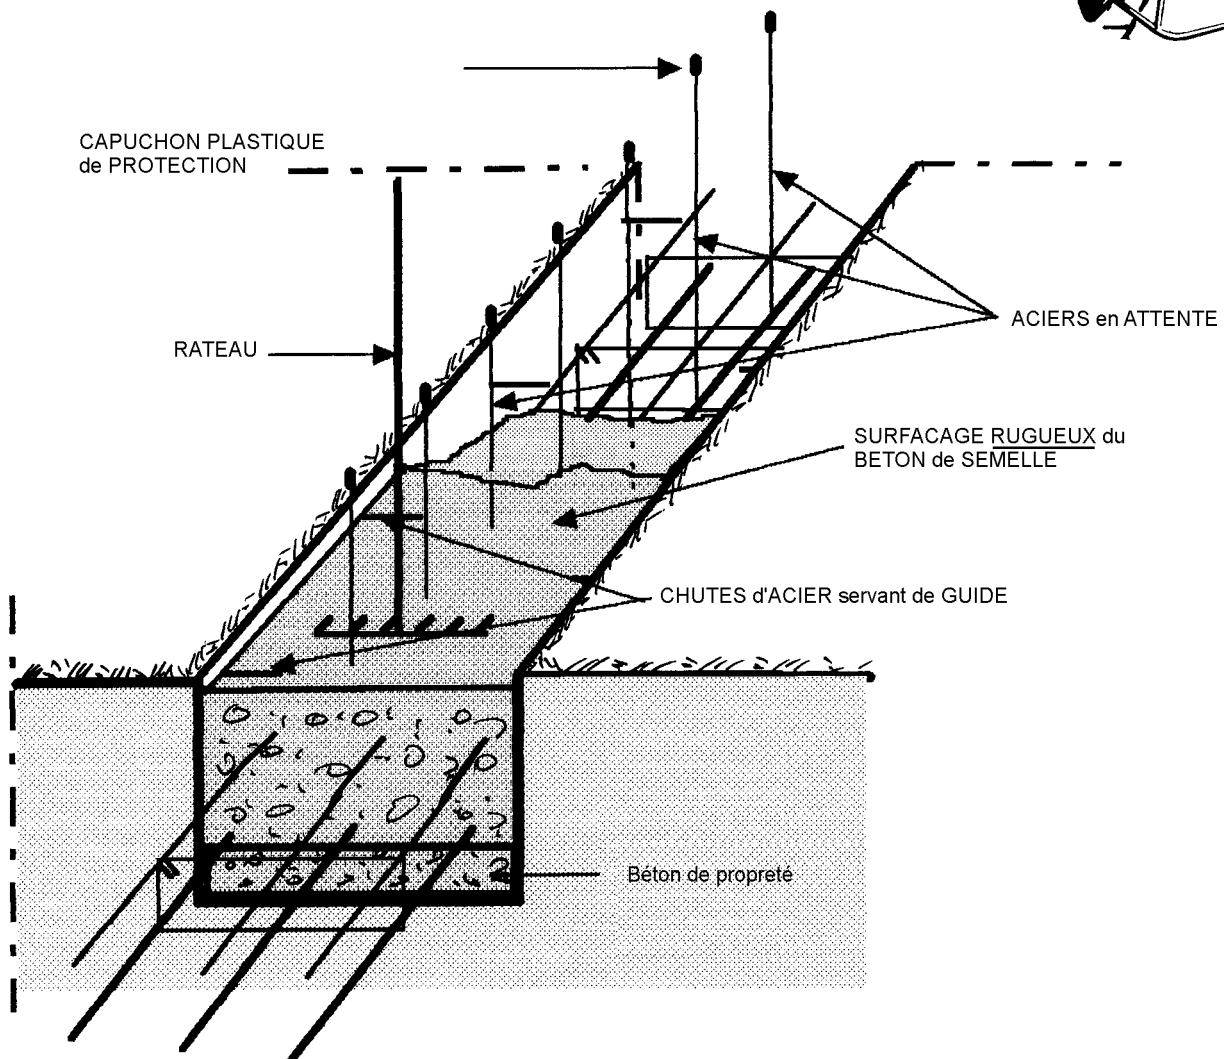 CAPUCHON PLASTIQUE
de PROTECTION
RATEAU
ACIERS en ATTENTE
SURFACAGE RUGUEUX du
BETON de SEMELLE
CHUTES d'ACIER servant de GUIDE
Béton de propreté